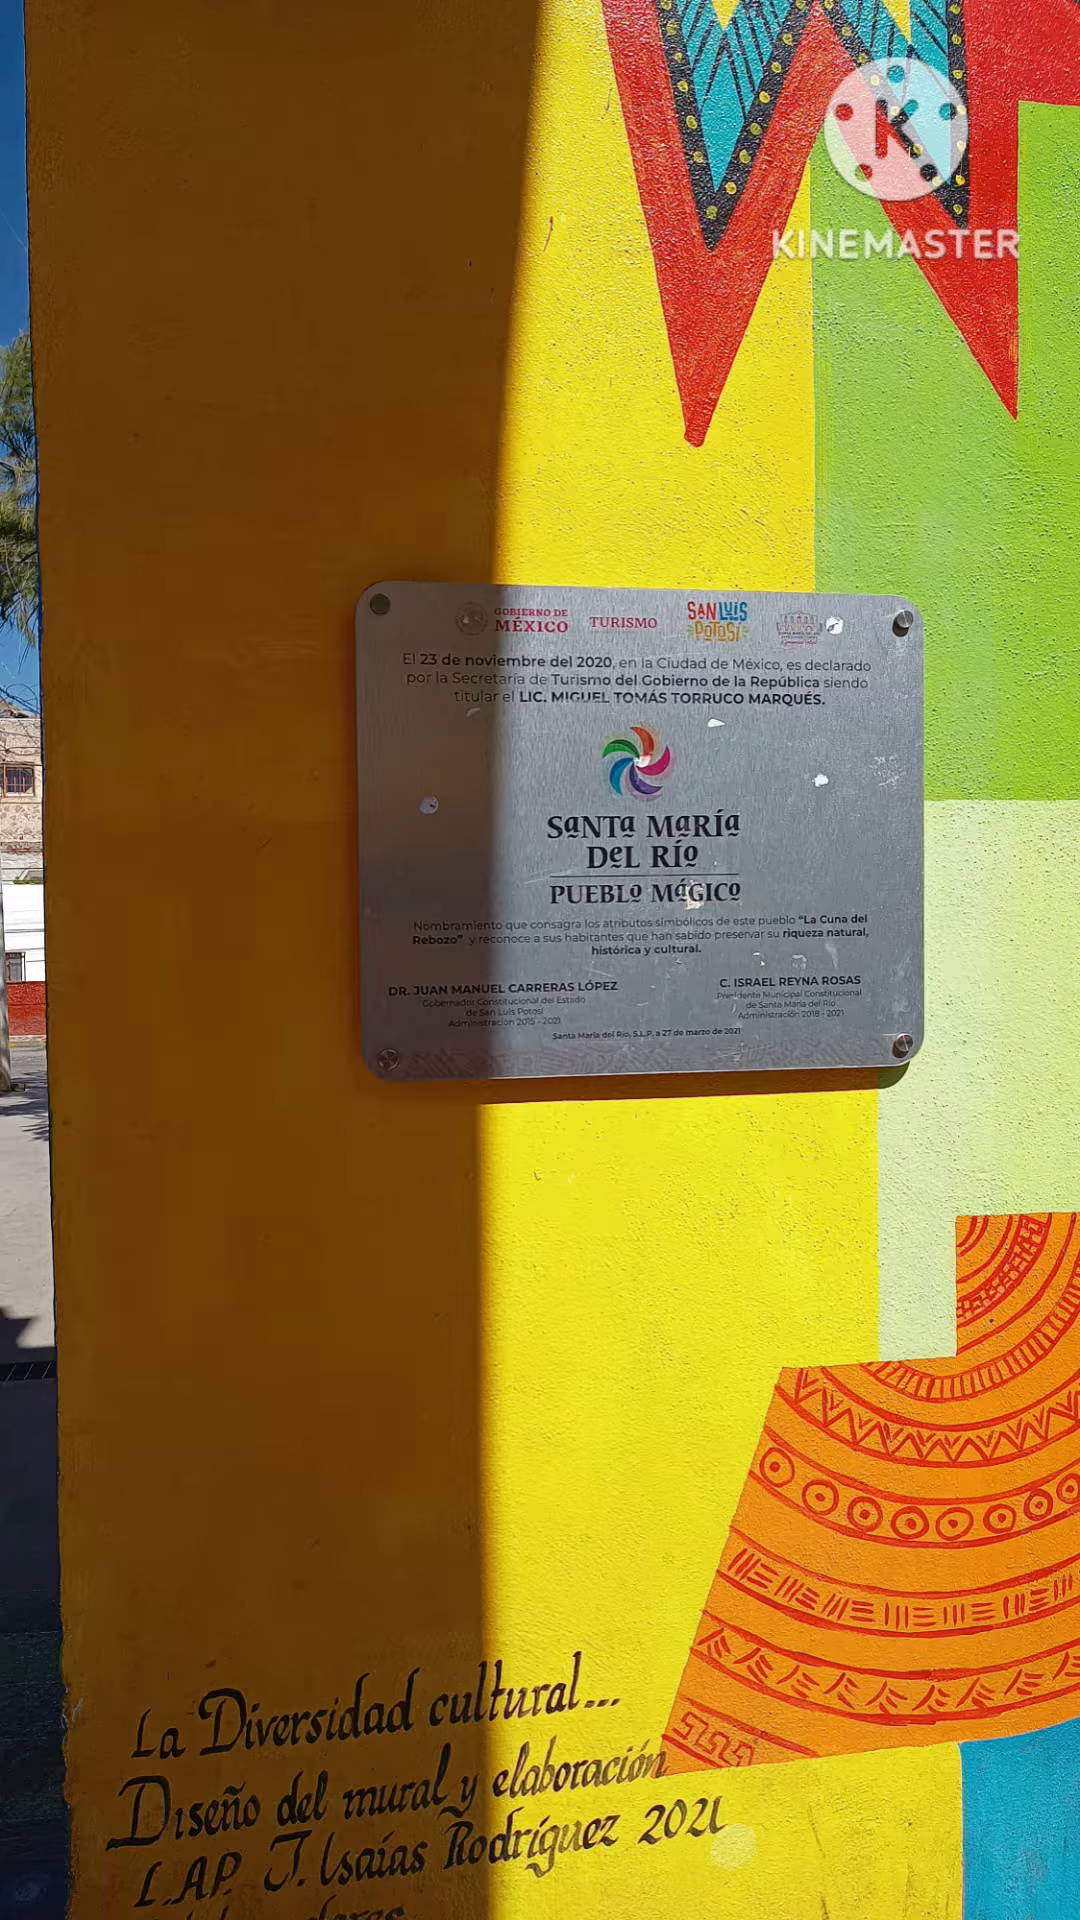 KINEMASTER
GOBIERNO DE
MÉXICO
TURISMO
SAN LUIS
POTOSÍ
El 23 de noviembre del 2020, en la Ciudad de México, es declarado
por la Secretaría de Turismo del Gobierno de la República siendo
titular el LIC. MIGUEL TOMÁS TORRUCO MARQUÉS.
SaNTa MaRía
DeL RÍo
PUEBLO MáGICO
Nombramiento que consagra los atributos simbólicos de este pueblo “La Cuna del
Rebozo” y reconoce a sus habitantes que han sabido preservar su riqueza natural,
histórica y cultural.
DR. JUAN MANUEL CARRERAS LÓPEZ
Gobernador Constitucional del Estado
de San Luis Potosí
Administración 2015 - 2021
C. ISRAEL REYNA ROSAS
Presidente Municipal Constitucional
de Santa María del Río
Administración 2018 - 2021
Santa María del Río, S.L.P. a 27 de marzo de 2021
La Diversidad cultural...
Diseño del mural y elaboración
L.A.P. J. Isaías Rodríguez 2021